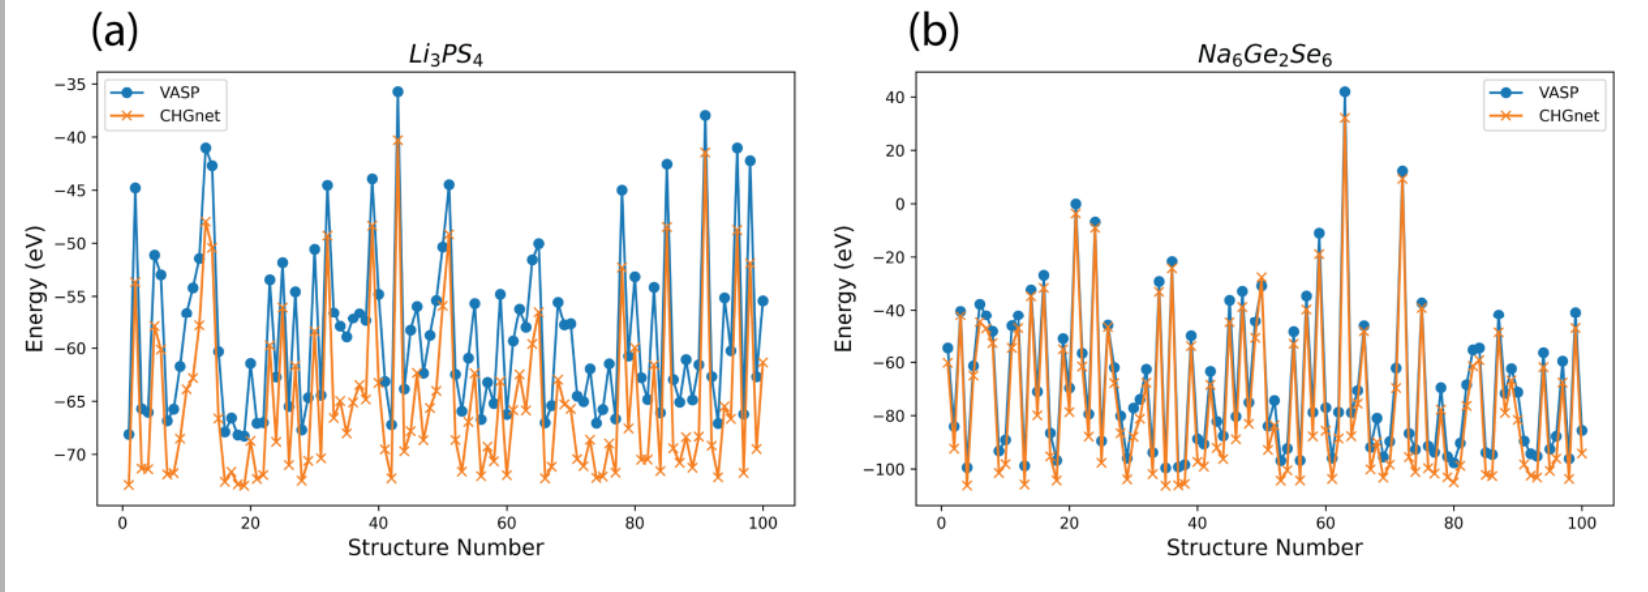 (a)
Li₃PS₄
VASP
CHGnet
Energy (eV)
−35
−40
−45
−50
−55
−60
−65
−70
0 20 40 60 80 100
Structure Number
(b)
Na₆Ge₂Se₆
VASP
CHGnet
Energy (eV)
40
20
0
−20
−40
−60
−80
−100
0 20 40 60 80 100
Structure Number